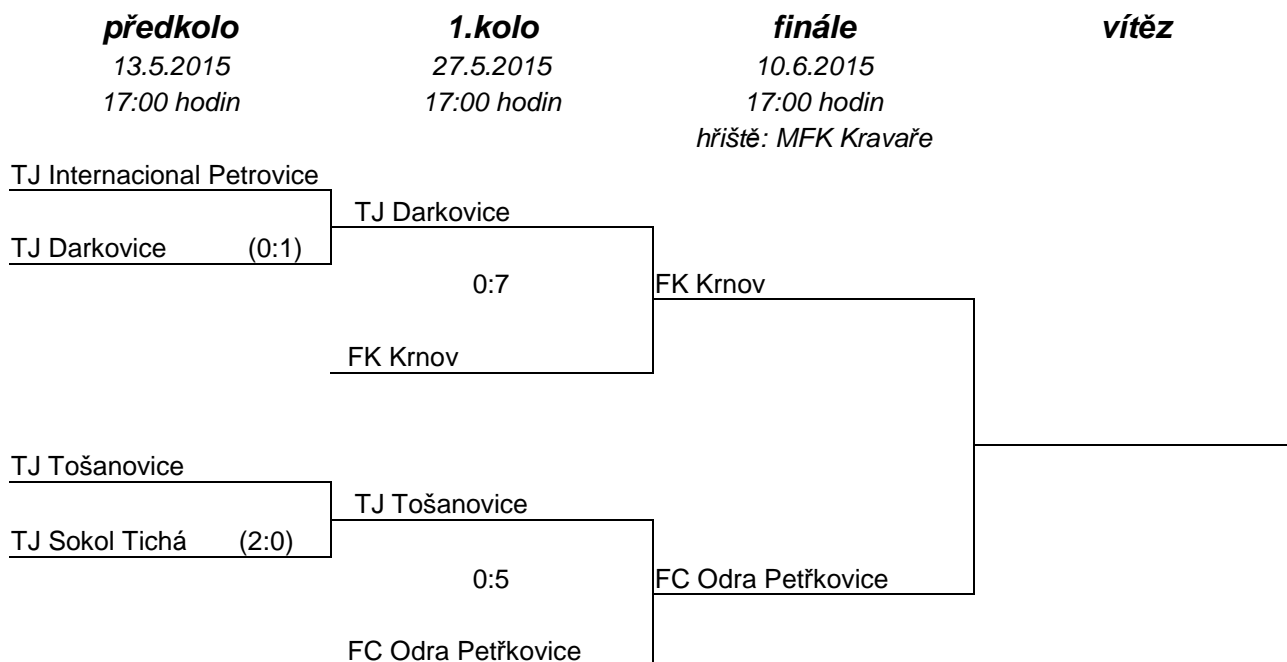 předkolo 1.kolo finále vítěz
13.5.2015 27.5.2015 10.6.2015
17:00 hodin 17:00 hodin 17:00 hodin
hřiště: MFK Kravaře
TJ Internacional Petrovice
TJ Darkovice
TJ Darkovice (0:1)
0:7 FK Krnov
FK Krnov
TJ Tošanovice
TJ Tošanovice
TJ Sokol Tichá (2:0)
0:5 FC Odra Petřkovice
FC Odra Petřkovice